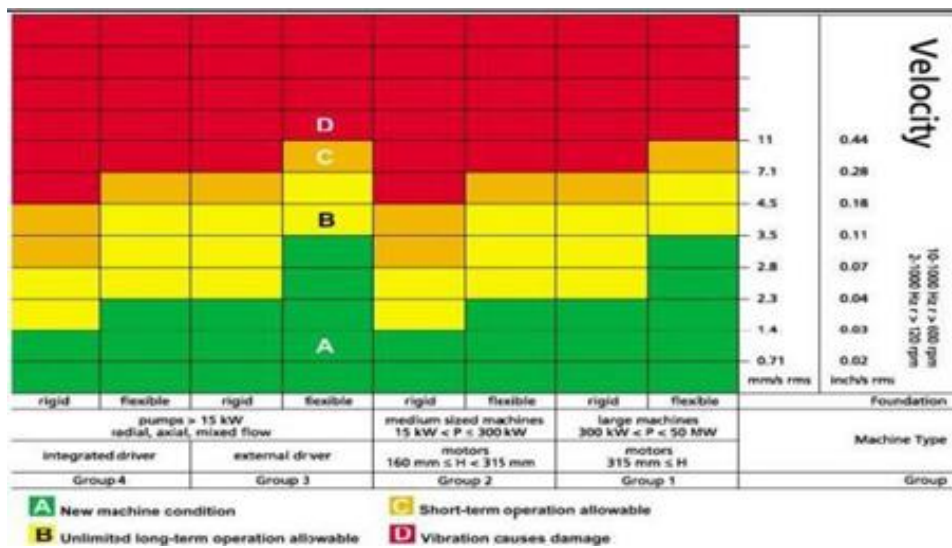 Velocity
D
C
B
A
11 0.44
7.1 0.28
4.5 0.18
3.5 0.11
2.8 0.07
2.3 0.04
1.4 0.03
0.71 0.02
mm/s rms inch/s rms
10-1000 Hz r > 600 rpm
2-1000 Hz r > 120 rpm
rigid flexible rigid flexible rigid flexible rigid flexible Foundation
pumps > 15 kW
radial, axial, mixed flow
medium sized machines
15 kW < P ≤ 300 kW
large machines
300 kW < P < 50 MW
Machine Type
integrated driver external driver
motors
160 mm ≤ H < 315 mm
motors
315 mm ≤ H
Group 4 Group 3 Group 2 Group 1 Group
A New machine condition
C Short-term operation allowable
B Unlimited long-term operation allowable
D Vibration causes damage